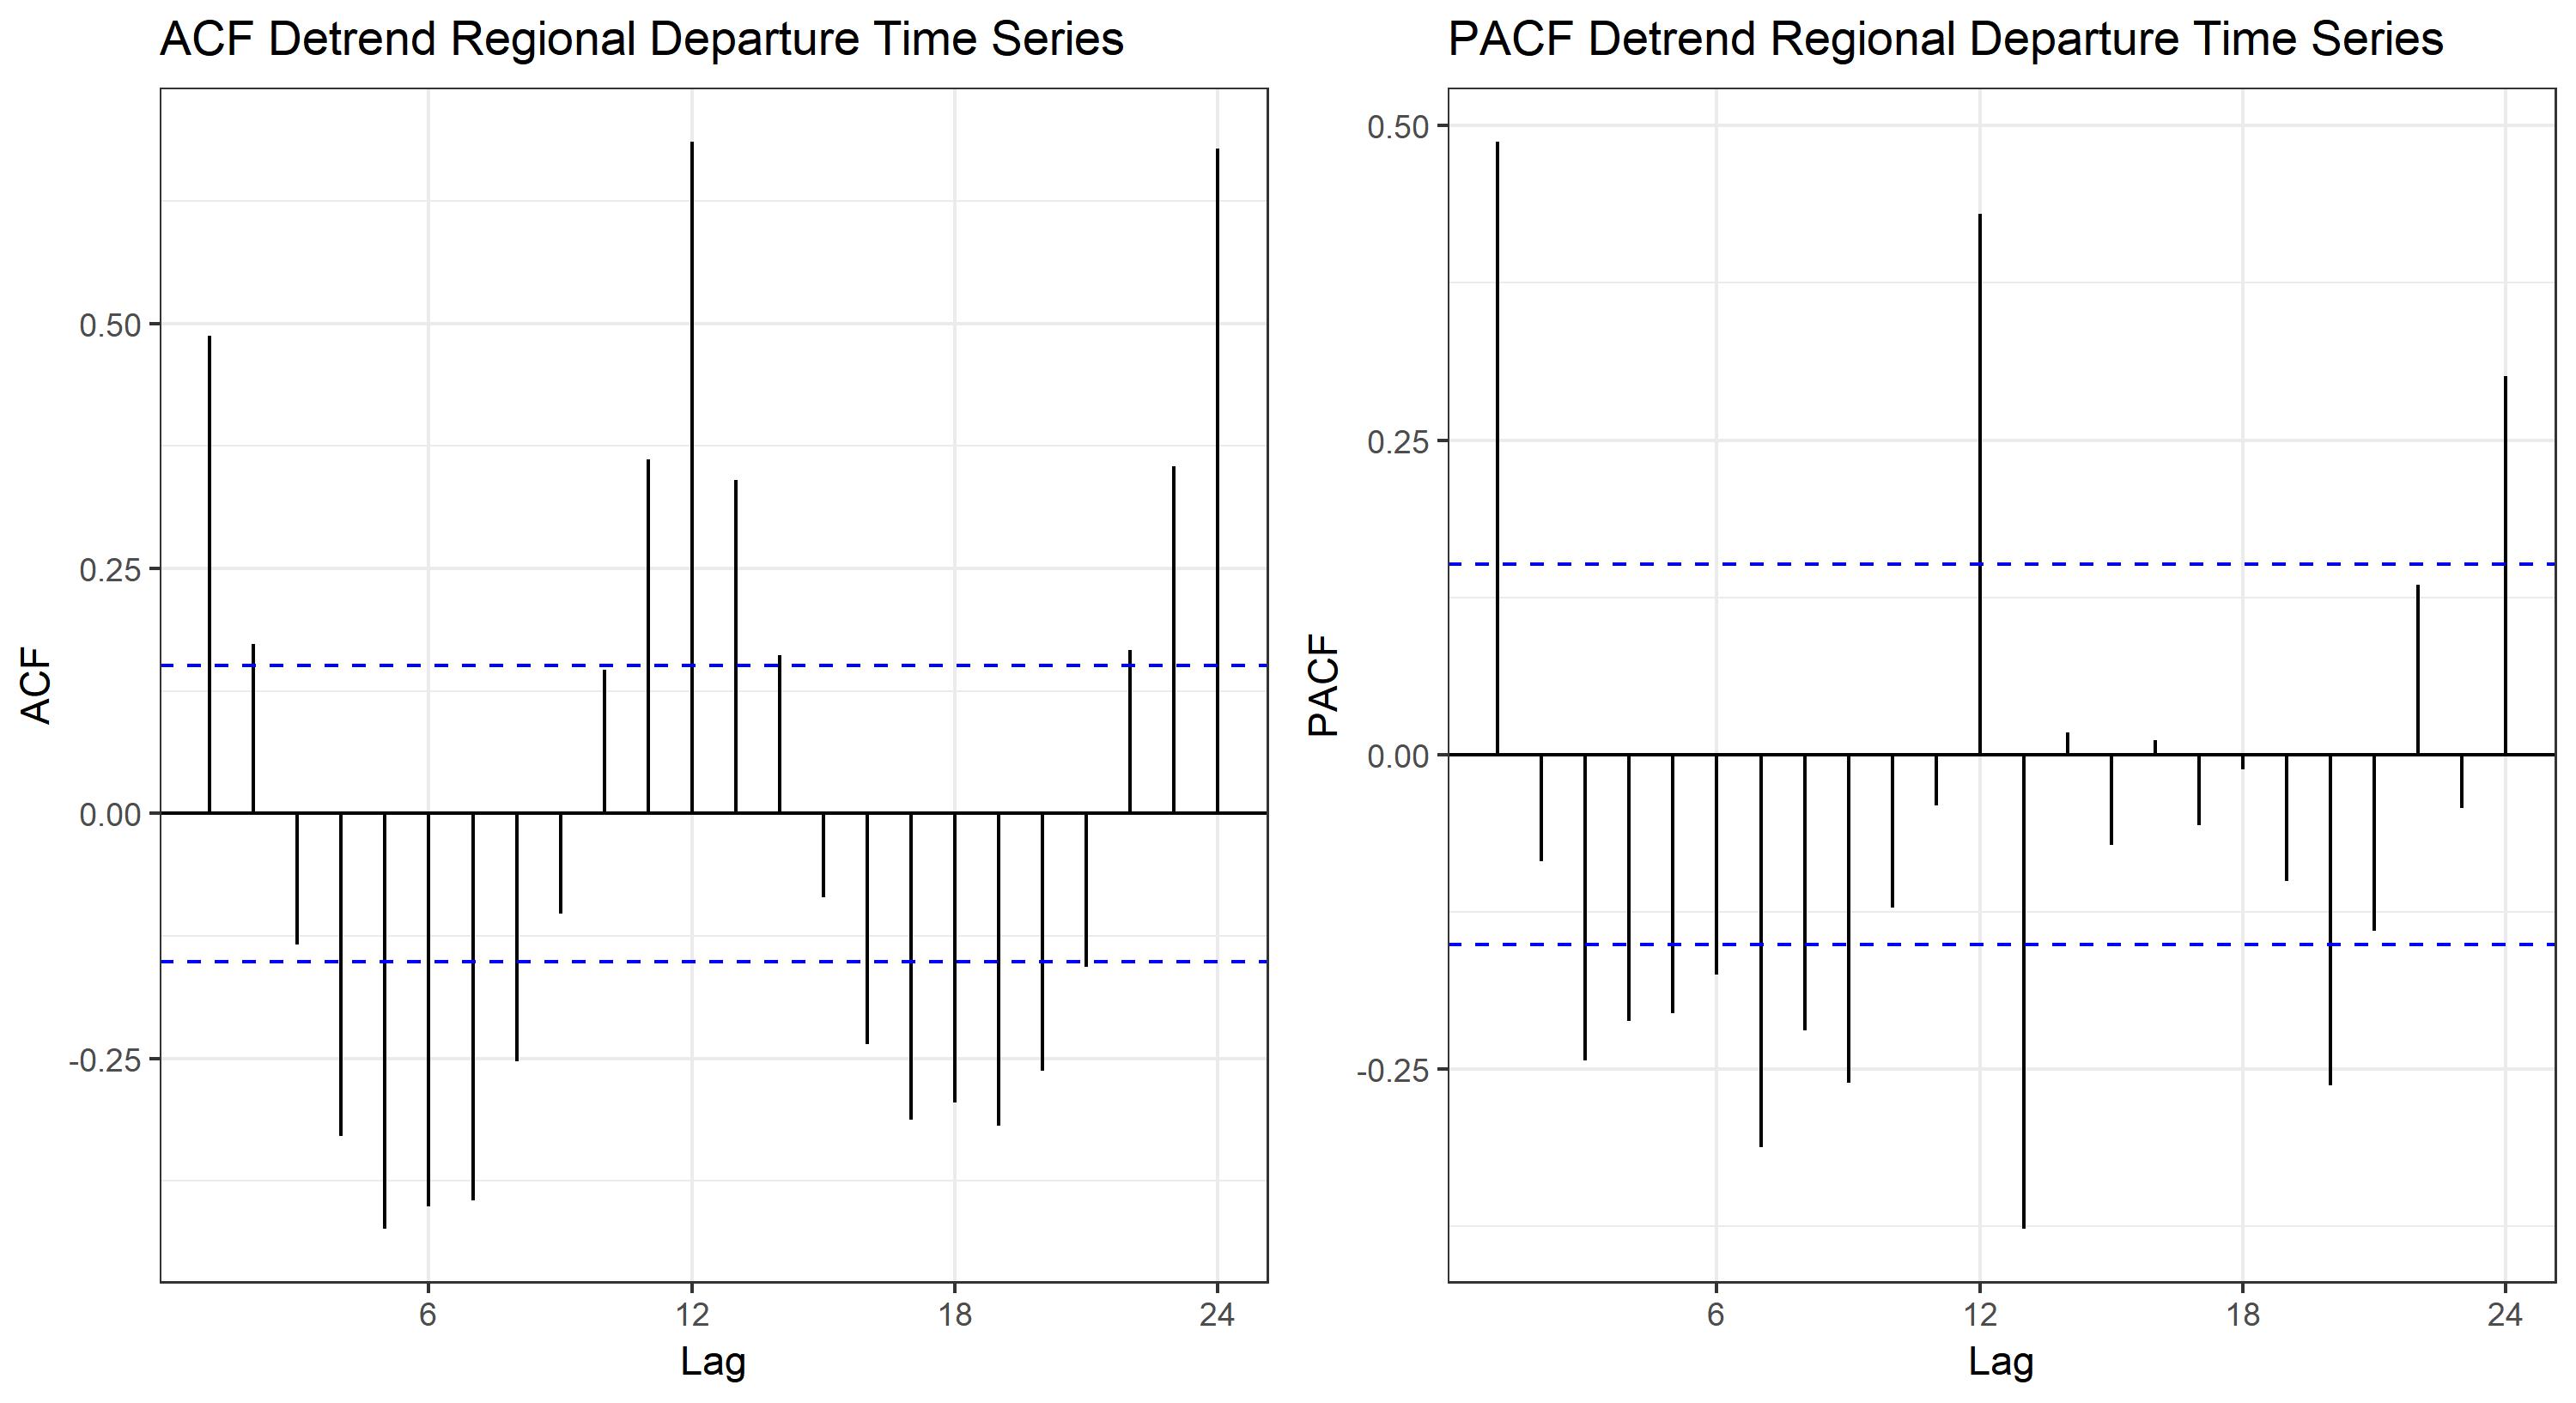 ACF Detrend Regional Departure Time Series
0.50
0.25
0.00
-0.25
ACF
6 12 18 24
Lag
PACF Detrend Regional Departure Time Series
0.50
0.25
0.00
-0.25
PACF
6 12 18 24
Lag